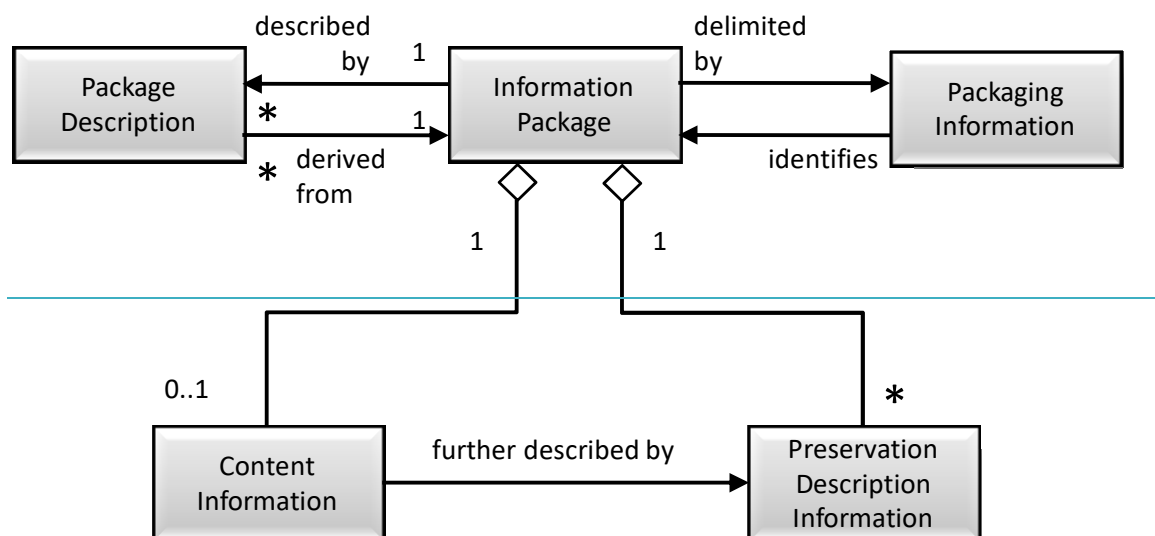 described
by
1
delimited
by
Package
Description
Information
Package
Packaging
Information
*
1
* derived
from
identifies
1
1
0..1
*
Content
Information
further described by
Preservation
Description
Information